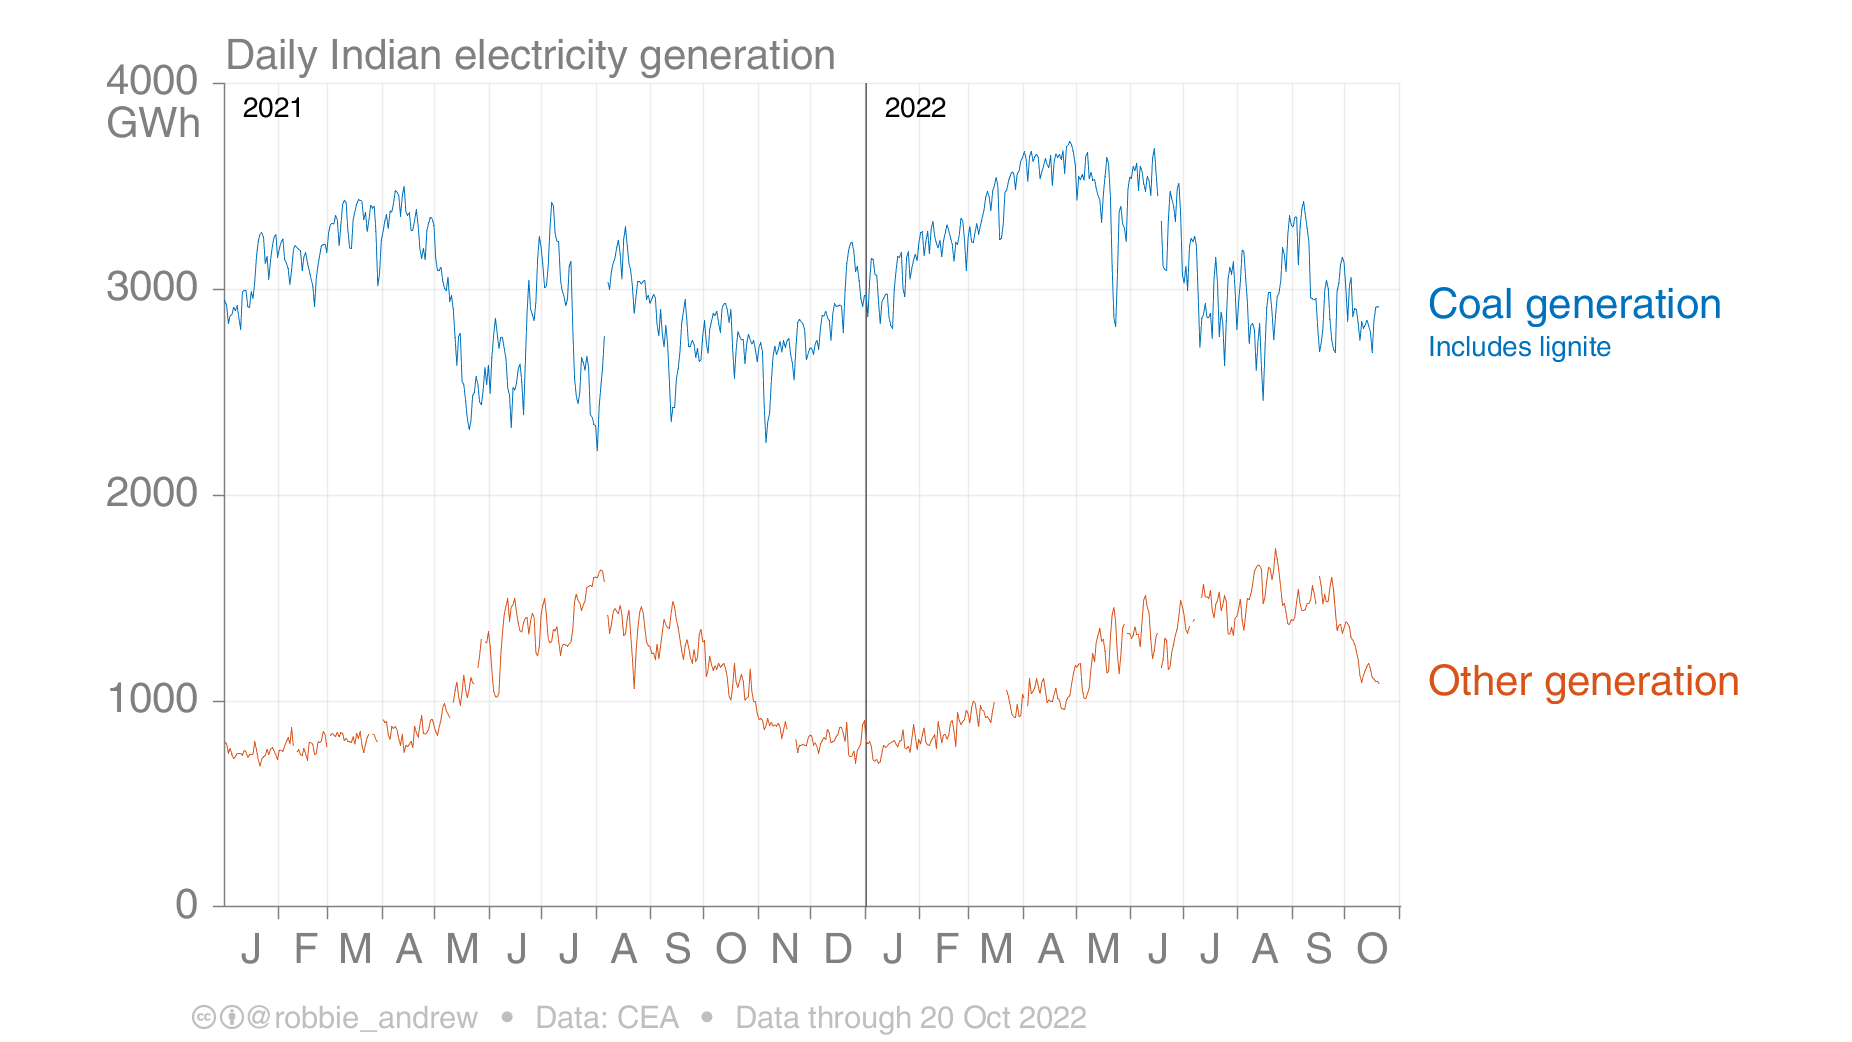 Daily Indian electricity generation
4000
GWh
2021
2022
3000
Coal generation
Includes lignite
2000
1000
Other generation
0
J F M A M J J A S O N D J F M A M J J A S O
@robbie_andrew • Data: CEA • Data through 20 Oct 2022